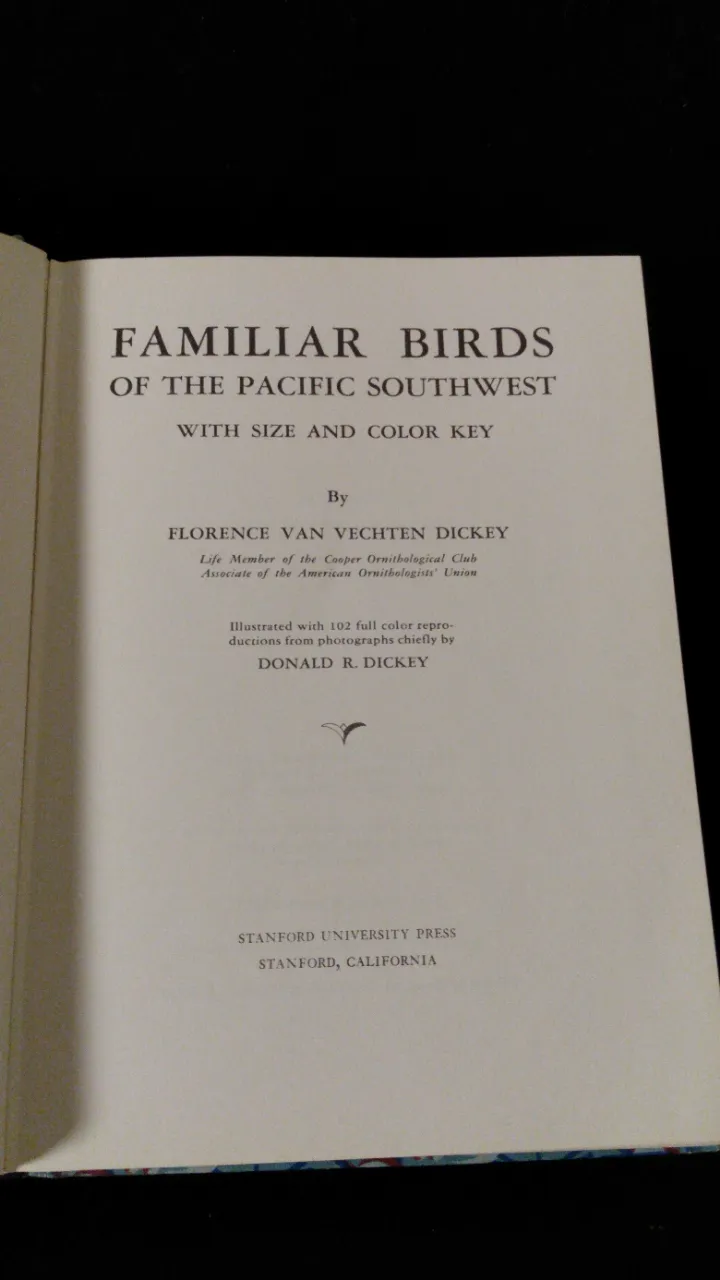 FAMILIAR BIRDS
OF THE PACIFIC SOUTHWEST
WITH SIZE AND COLOR KEY
By
FLORENCE VAN VECHTEN DICKEY
Life Member of the Cooper Ornithological Club
Associate of the American Ornithologists' Union
Illustrated with 102 full color repro-
ductions from photographs chiefly by
DONALD R. DICKEY
STANFORD UNIVERSITY PRESS
STANFORD, CALIFORNIA